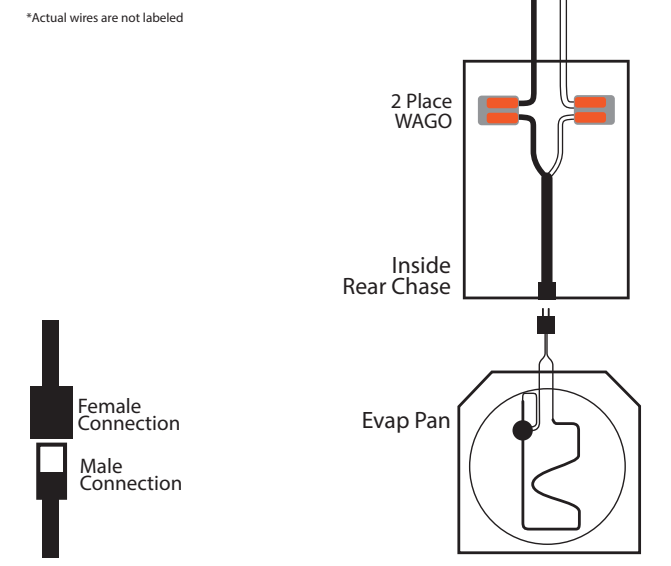 *Actual wires are not labeled
2 Place
WAGO
Inside
Rear Chase
Female
Connection
Evap Pan
Male
Connection